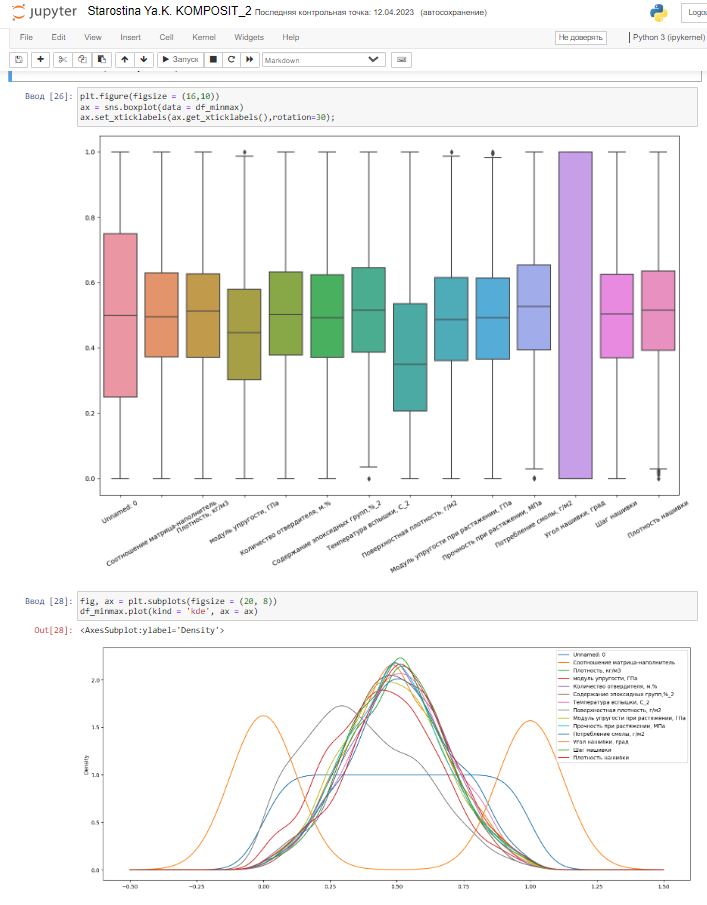 jupyter Starostina Ya.K. KOMPOSIT_2 Последняя контрольная точка: 12.04.2023 (автосохранение)
Logou
File Edit View Insert Cell Kernel Widgets Help Не доверять Python 3 (ipykernel)
Запуск Markdown
Ввод [26]: plt.figure(figsize = (16,10))
ax = sns.boxplot(data = df_minmax)
ax.set_xticklabels(ax.get_xticklabels(),rotation=30);
1.0
0.8
0.6
0.4
0.2
0.0
Unnamed: 0
Соотношение матрица-наполнитель
Плотность, кг/м3
модуль упругости, ГПа
Количество отвердителя, м.%
Содержание эпоксидных групп,%_2
Температура вспышки, С_2
Поверхностная плотность, г/м2
Модуль упругости при растяжении, ГПа
Прочность при растяжении, МПа
Потребление смолы, г/м2
Угол нашивки, град
Шаг нашивки
Плотность нашивки
Ввод [28]: fig, ax = plt.subplots(figsize = (20, 8))
df_minmax.plot(kind = 'kde', ax = ax)
Out[28]: <AxesSubplot:ylabel='Density'>
Density
2.0
1.5
1.0
0.5
0.0
Unnamed: 0
Соотношение матрица-наполнитель
Плотность, кг/м3
модуль упругости, ГПа
Количество отвердителя, м.%
Содержание эпоксидных групп,%_2
Температура вспышки, С_2
Поверхностная плотность, г/м2
Модуль упругости при растяжении, ГПа
Прочность при растяжении, МПа
Потребление смолы, г/м2
Угол нашивки, град
Шаг нашивки
Плотность нашивки
−0.50 −0.25 0.00 0.25 0.50 0.75 1.00 1.25 1.50